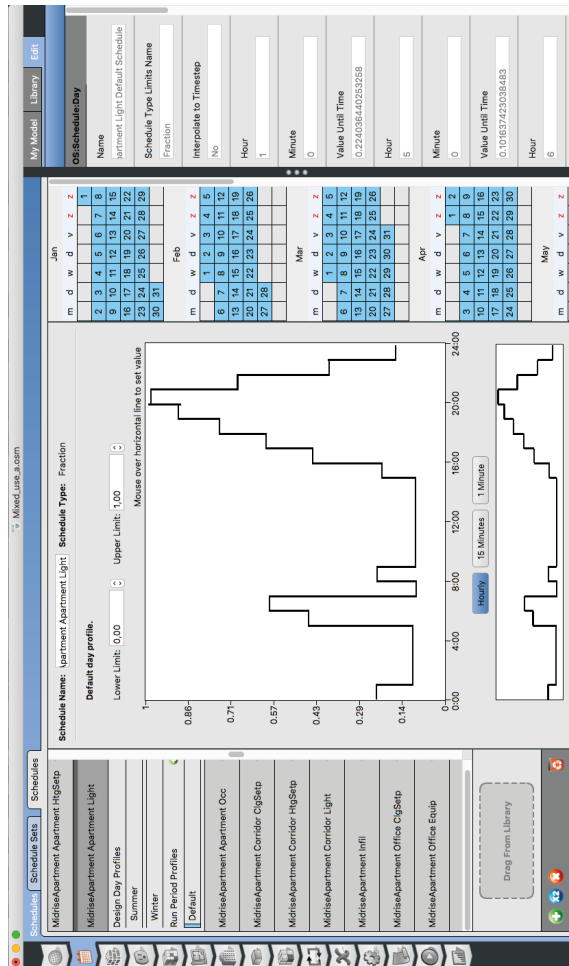 Mixed_use_a.osm
Schedules
Schedule Sets
Schedules
My Model
Library
Edit
MidriseApartment Apartment HtgSetp
MidriseApartment Apartment Light
Design Day Profiles
Summer
Winter
Run Period Profiles
Default
MidriseApartment Apartment Occ
MidriseApartment Corridor ClgSetp
MidriseApartment Corridor HtgSetp
MidriseApartment Corridor Light
MidriseApartment Infil
MidriseApartment Office ClgSetp
MidriseApartment Office Equip
Drag From Library
x2
Schedule Name: \partment Apartment Light Schedule Type: Fraction
Default day profile.
Lower Limit: 0,00 Upper Limit: 1,00
Mouse over horizontal line to set value
1
0.86
0.71
0.57
0.43
0.29
0.14
0
0:00 4:00 8:00 12:00 16:00 20:00 24:00
Hourly 15 Minutes 1 Minute
Jan
m d w d v z z
1
2 3 4 5 6 7 8
9 10 11 12 13 14 15
16 17 18 19 20 21 22
23 24 25 26 27 28 29
30 31
Feb
m d w d v z z
1 2 3 4 5
6 7 8 9 10 11 12
13 14 15 16 17 18 19
20 21 22 23 24 25 26
27 28
Mar
m d w d v z z
1 2 3 4 5
6 7 8 9 10 11 12
13 14 15 16 17 18 19
20 21 22 23 24 25 26
27 28 29 30 31
Apr
m d w d v z z
1 2
3 4 5 6 7 8 9
10 11 12 13 14 15 16
17 18 19 20 21 22 23
24 25 26 27 28 29 30
May
m d w d v z z
OS:Schedule:Day
Name
partment Light Default Schedule
Schedule Type Limits Name
Fraction
Interpolate to Timestep
No
Hour
1
Minute
0
Value Until Time
0.224036440253258
Hour
5
Minute
0
Value Until Time
0.101637423038483
Hour
6